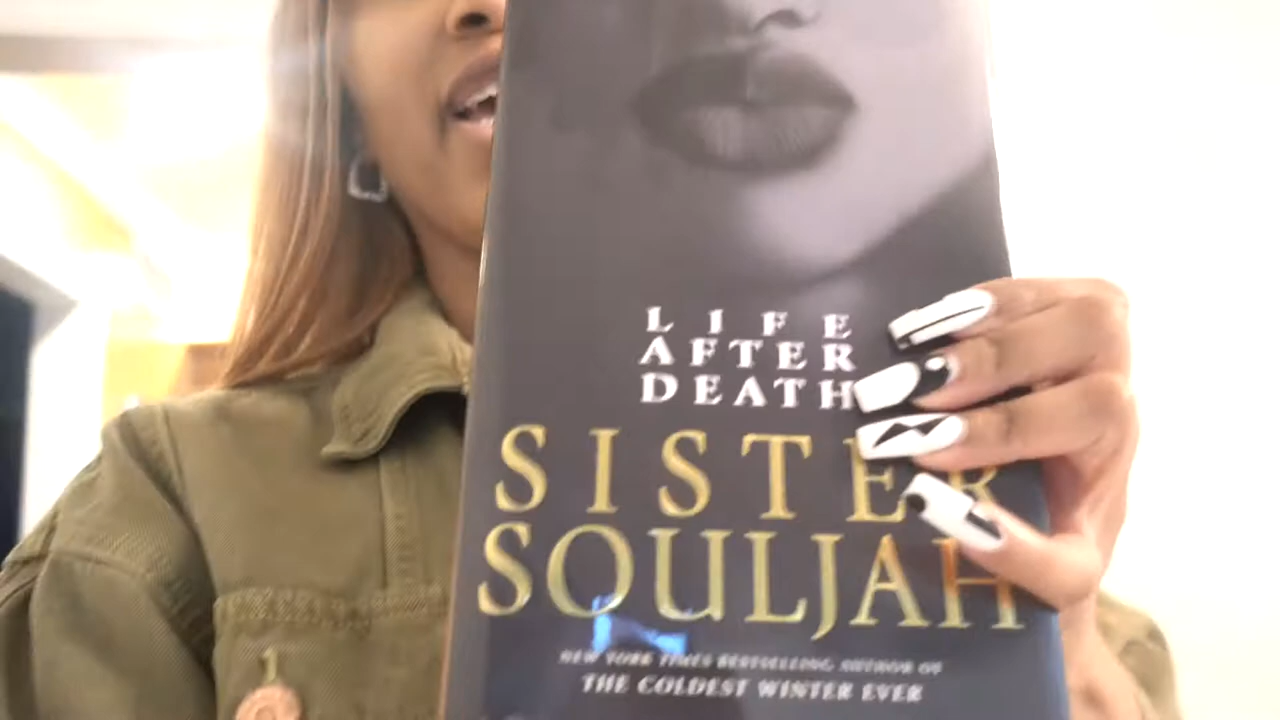 LIFE
AFTER
DEATH
SISTER
SOULJAH
NEW YORK TIMES BESTSELLING AUTHOR OF
THE COLDEST WINTER EVER